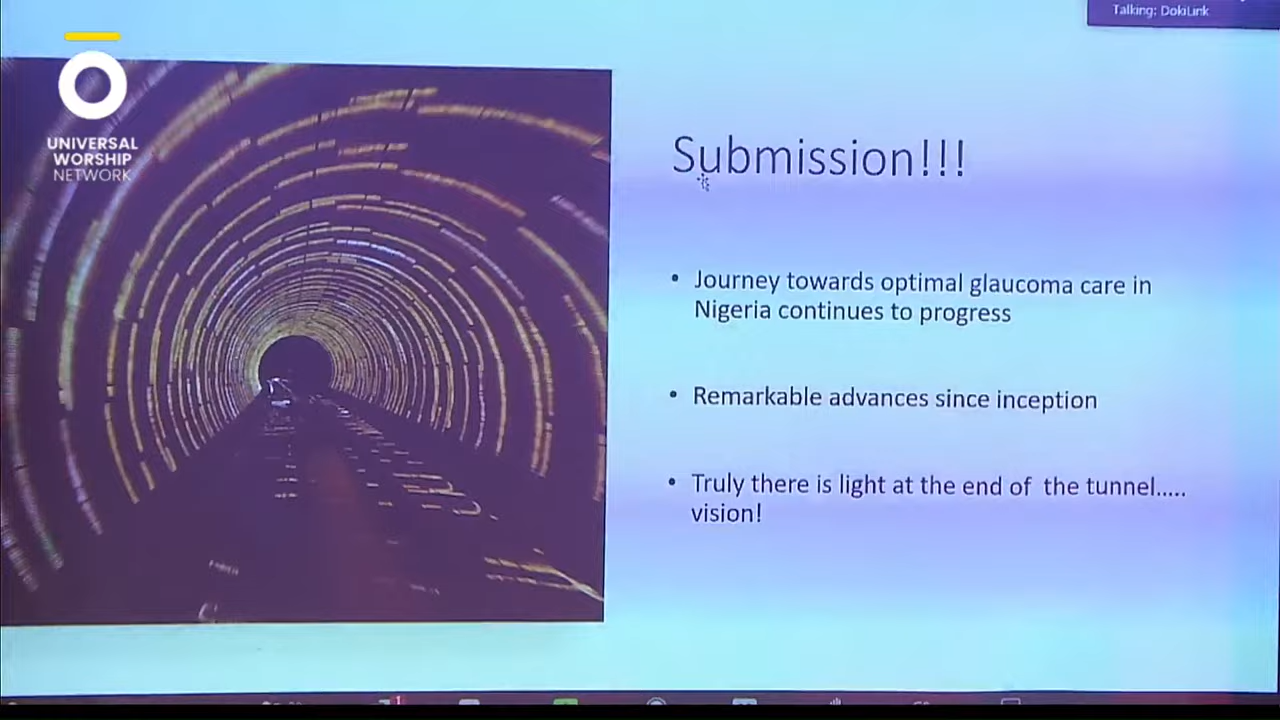 Talking: DokiLink
UNIVERSAL
WORSHIP
NETWORK
Submission!!!
• Journey towards optimal glaucoma care in
Nigeria continues to progress
• Remarkable advances since inception
• Truly there is light at the end of the tunnel.....
vision!
1